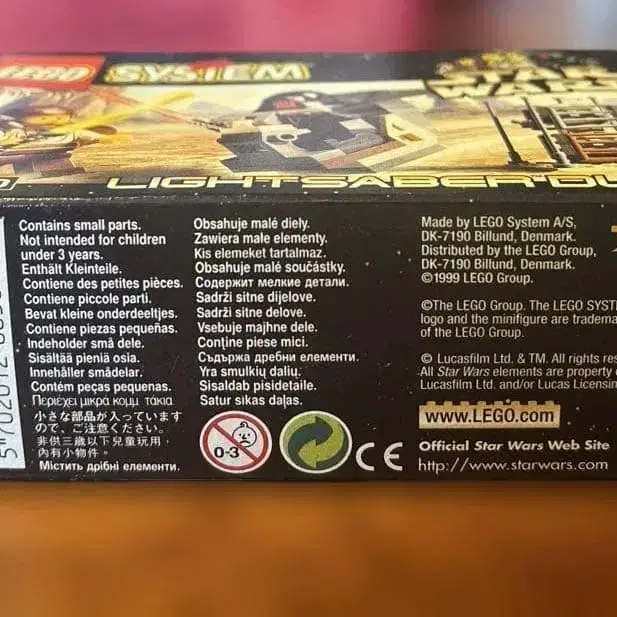 LEGO SYSTEM
STAR
WARS
LIGHTSABER DU
Contains small parts.
Not intended for children
under 3 years.
Enthält Kleinteile.
Contiene des petites pièces.
Contiene piccole parti.
Bevat kleine onderdeeltjes.
Contiene piezas pequeñas.
Indeholder små dele.
Sisältää pieniä osia.
Innehåller smådelar.
Contém peças pequenas.
Περιέχει μικρά κομμ τάκια.
小さな部品が入っています
ので、ご注意ください。
非供三歲以下兒童玩用,
內有小物件。
Містить дрібні елементи.
Obsahuje malé diely.
Zawiera małe elementy.
Kis elemeket tartalmaz.
Obsahuje malé součástky.
Содержит мелкие детали.
Sadrži sitne dijelove.
Sadrži sitne delove.
Vsebuje majhne dele.
Conține piese mici.
Съдържа дребни елементи.
Yra smulkių dalių.
Sisaldab pisidetaile.
Satur sīkas daļas.
0-3
CE
Made by LEGO System A/S,
DK-7190 Billund, Denmark.
Distributed by the LEGO Group,
DK-7190 Billund, Denmark.
©1999 LEGO Group.
©The LEGO Group. The LEGO SYST
logo and the minifigure are tradema
of the LEGO Group.
© Lucasfilm Ltd. & TM. All rights res
All Star Wars elements are property
Lucasfilm Ltd. and/or Lucas Licensin
www.LEGO.com
Official Star Wars Web Site
http://www.starwars.com